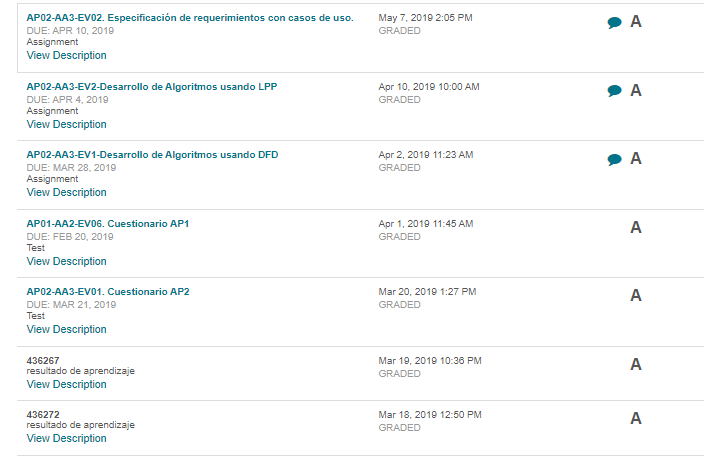 AP02-AA3-EV02. Especificación de requerimientos con casos de uso.
May 7, 2019 2:05 PM
A
DUE: APR 10, 2019
GRADED
Assignment
View Description
AP02-AA3-EV2-Desarrollo de Algoritmos usando LPP
Apr 10, 2019 10:00 AM
A
DUE: APR 4, 2019
GRADED
Assignment
View Description
AP02-AA3-EV1-Desarrollo de Algoritmos usando DFD
Apr 2, 2019 11:23 AM
A
DUE: MAR 28, 2019
GRADED
Assignment
View Description
AP01-AA2-EV06. Cuestionario AP1
Apr 1, 2019 11:45 AM
A
DUE: FEB 20, 2019
GRADED
Test
View Description
AP02-AA3-EV01. Cuestionario AP2
Mar 20, 2019 1:27 PM
A
DUE: MAR 21, 2019
GRADED
Test
View Description
436267
Mar 19, 2019 10:36 PM
A
resultado de aprendizaje
GRADED
View Description
436272
Mar 18, 2019 12:50 PM
A
resultado de aprendizaje
GRADED
View Description